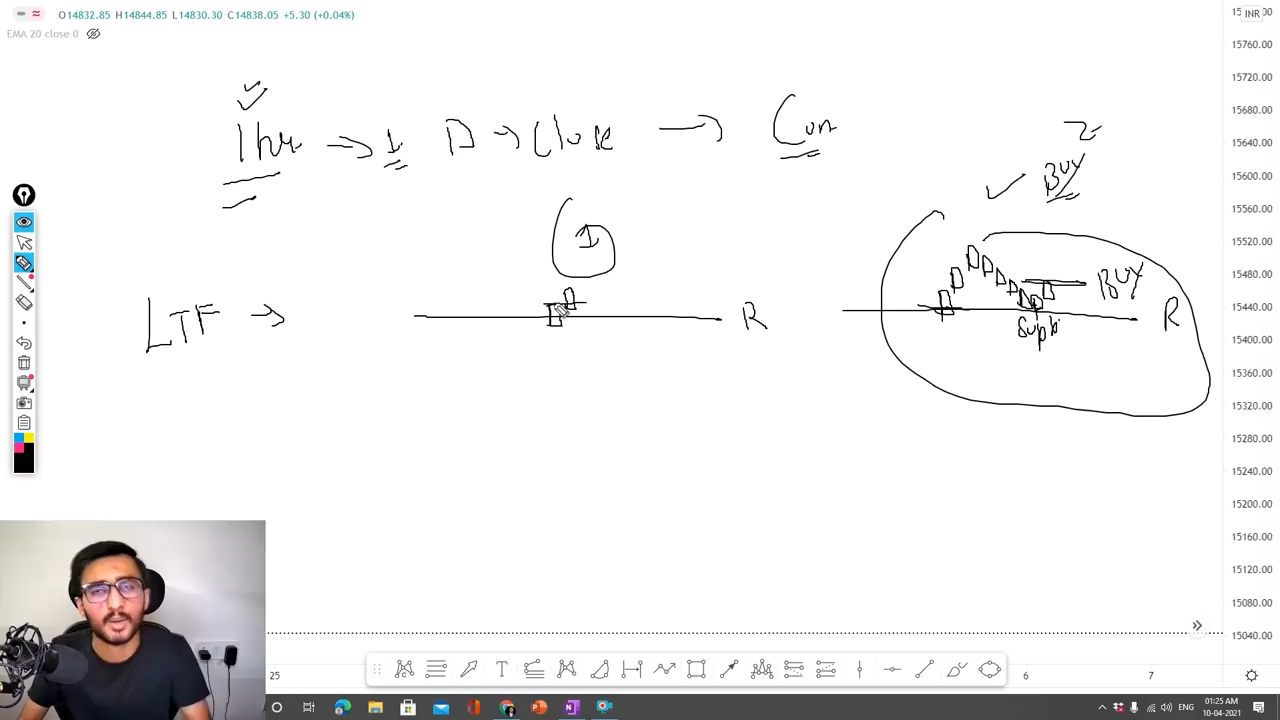 O14832.85 H14844.85 L14830.30 C14838.05 +5.30 (+0.04%)
EMA 20 close 0
INR
15760.00
15720.00
15680.00
15640.00
15600.00
15560.00
15520.00
15480.00
15440.00
15400.00
15360.00
15320.00
15280.00
15240.00
15200.00
15160.00
15120.00
15080.00
15040.00
1hr → 1 D → Close → Con
2
BUY
1
BUY
LTF → R R
Supp
25 6 7
T
ENG
01:25 AM
10-04-2021